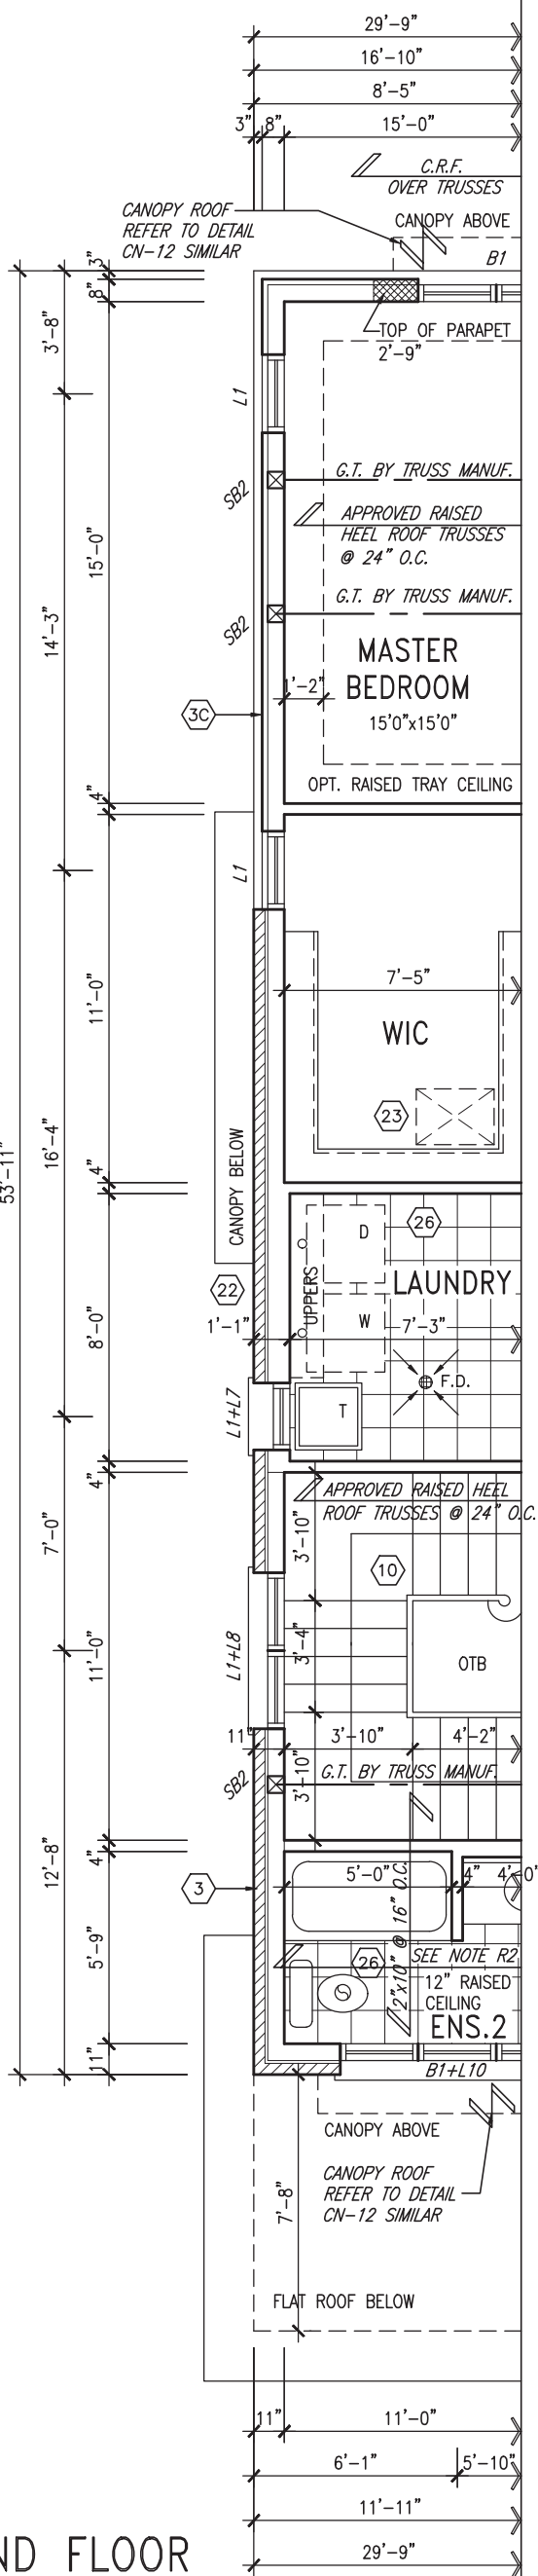 29'-9"
16'-10"
8'-5"
3" 8" 15'-0"
C.R.F.
OVER TRUSSES
CANOPY ROOF
REFER TO DETAIL
CN-12 SIMILAR
CANOPY ABOVE
B1
3"
8"
3'-8"
TOP OF PARAPET
2'-9"
L1
G.T. BY TRUSS MANUF.
SB2
APPROVED RAISED
HEEL ROOF TRUSSES
@ 24" O.C.
15'-0"
G.T. BY TRUSS MANUF.
14'-3"
SB2
MASTER
BEDROOM
1'-2"
15'0"x15'0"
3C
OPT. RAISED TRAY CEILING
4"
L1
7'-5"
11'-0"
WIC
23
CANOPY BELOW
16'-4"
53'-11"
4"
26
D
LAUNDRY
22
UPPERS
1'-1"
W
7'-3"
8'-0"
F.D.
L1+L7
T
4"
APPROVED RAISED HEEL
ROOF TRUSSES @ 24" O.C.
7'-0"
3'-10"
10
11'-0"
L1+L8
3'-4"
OTB
11" 3'-10" 4'-2"
SB2
3'-10"
G.T. BY TRUSS MANUF.
12'-8"
4"
3
5'-0" 4" 4'-0"
2"x10" @ 16" O.C.
5'-9"
SEE NOTE R2
26
12" RAISED
CEILING
ENS.2
11"
B1+L10
CANOPY ABOVE
CANOPY ROOF
REFER TO DETAIL
CN-12 SIMILAR
7'-8"
FLAT ROOF BELOW
11" 11'-0"
6'-1" 5'-10"
11'-11"
29'-9"
ND FLOOR